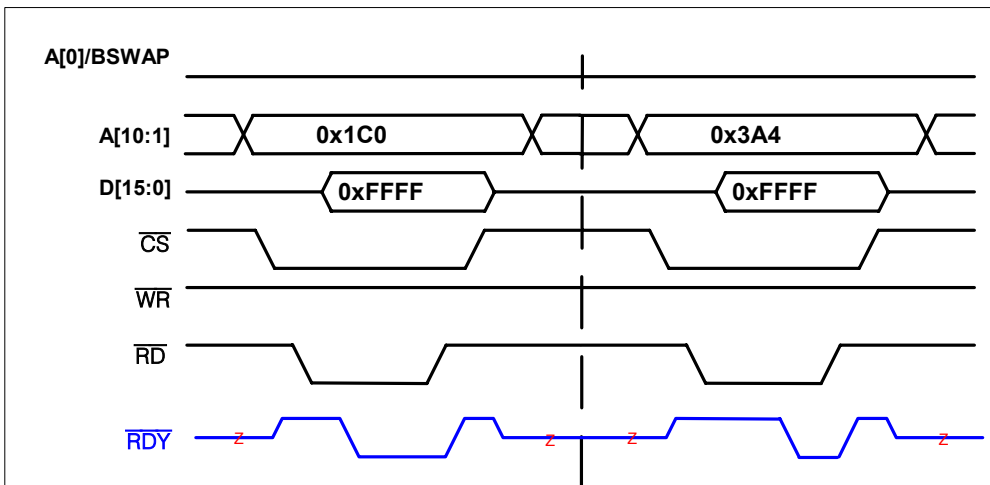 A[0]/BSWAP
A[10:1] 0x1C0 0x3A4
D[15:0] 0xFFFF 0xFFFF
CS
WR
RD
RDY Z Z Z Z